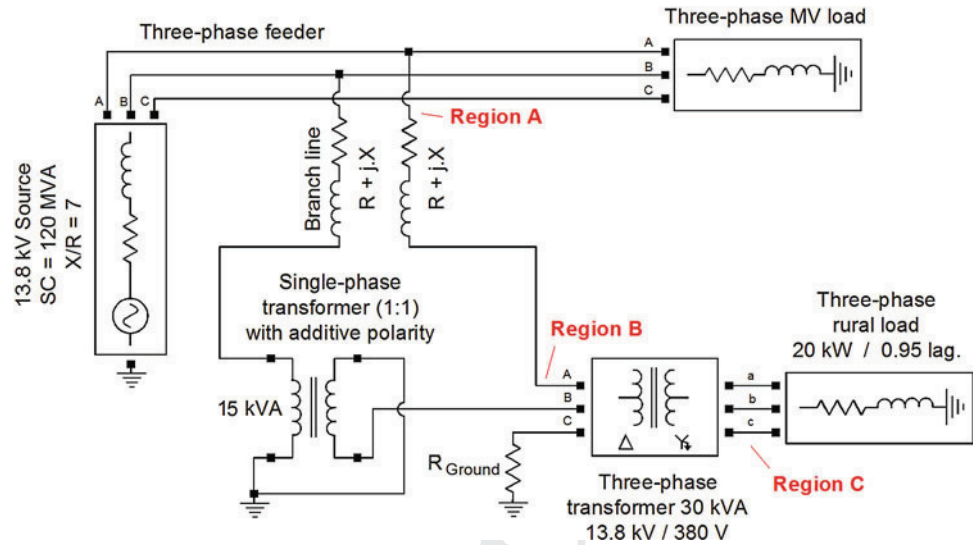 Three-phase MV load
Three-phase feeder
A
B
C
A
B
C
Region A
13.8 kV Source
SC = 120 MVA
X/R = 7
Branch line
R + j.X
R + j.X
Single-phase
transformer (1:1)
with additive polarity
15 kVA
Region B
A
B
C
R Ground
Δ
Y
Three-phase
transformer 30 kVA
13.8 kV / 380 V
a
b
c
Region C
Three-phase
rural load
20 kW / 0.95 lag.